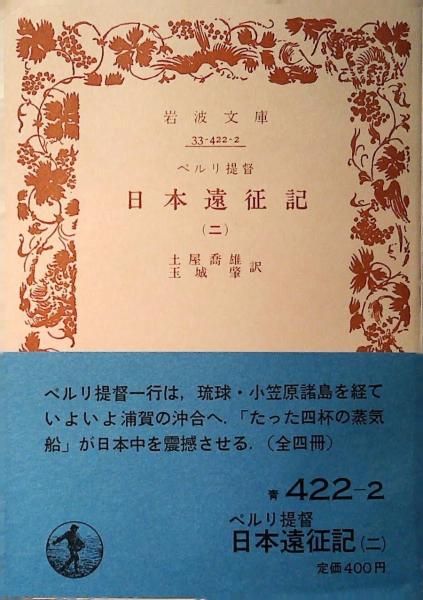 岩波文庫
33-422-2
ペルリ提督
日本遠征記
(二)
土屋喬雄
玉城肇 訳
ペルリ提督一行は，琉球・小笠原諸島を経て
いよいよ浦賀の沖合へ．「たった四杯の蒸気
船」が日本中を震撼させる．(全四冊)
青 422-2
ペルリ提督
日本遠征記(二)
定価400円